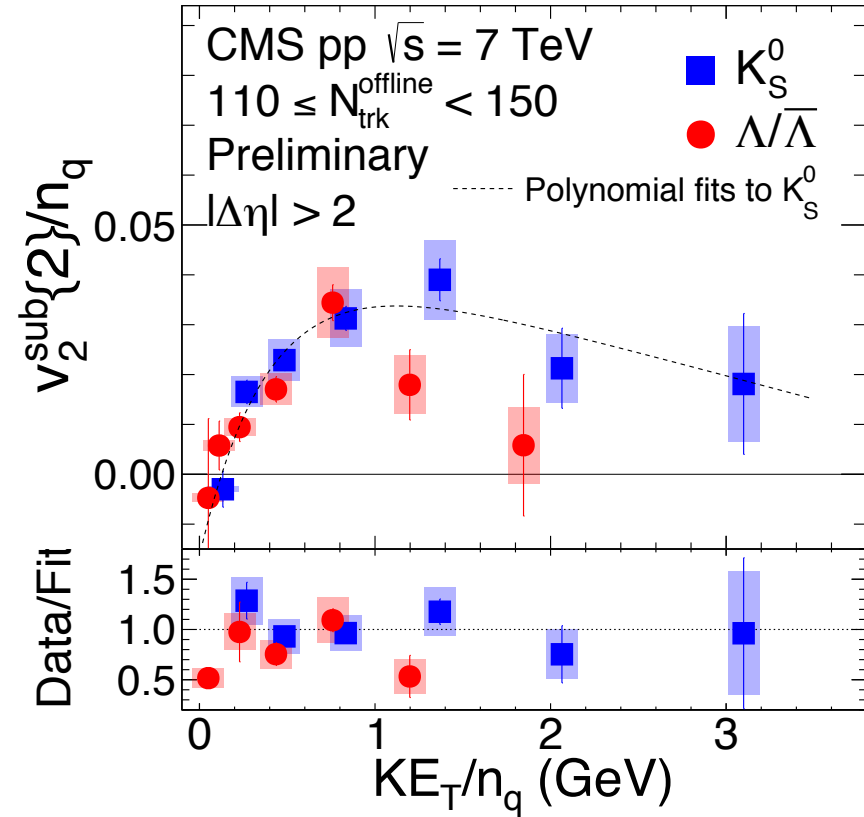 CMS pp √s = 7 TeV
110 ≤ N_trk^offline < 150
Preliminary
|Δη| > 2
K_S^0
Λ/Λ̅
Polynomial fits to K_S^0
v_2^sub{2}/n_q
0.05
0.00
Data/Fit
1.5
1.0
0.5
0 1 2 3
KE_T/n_q (GeV)